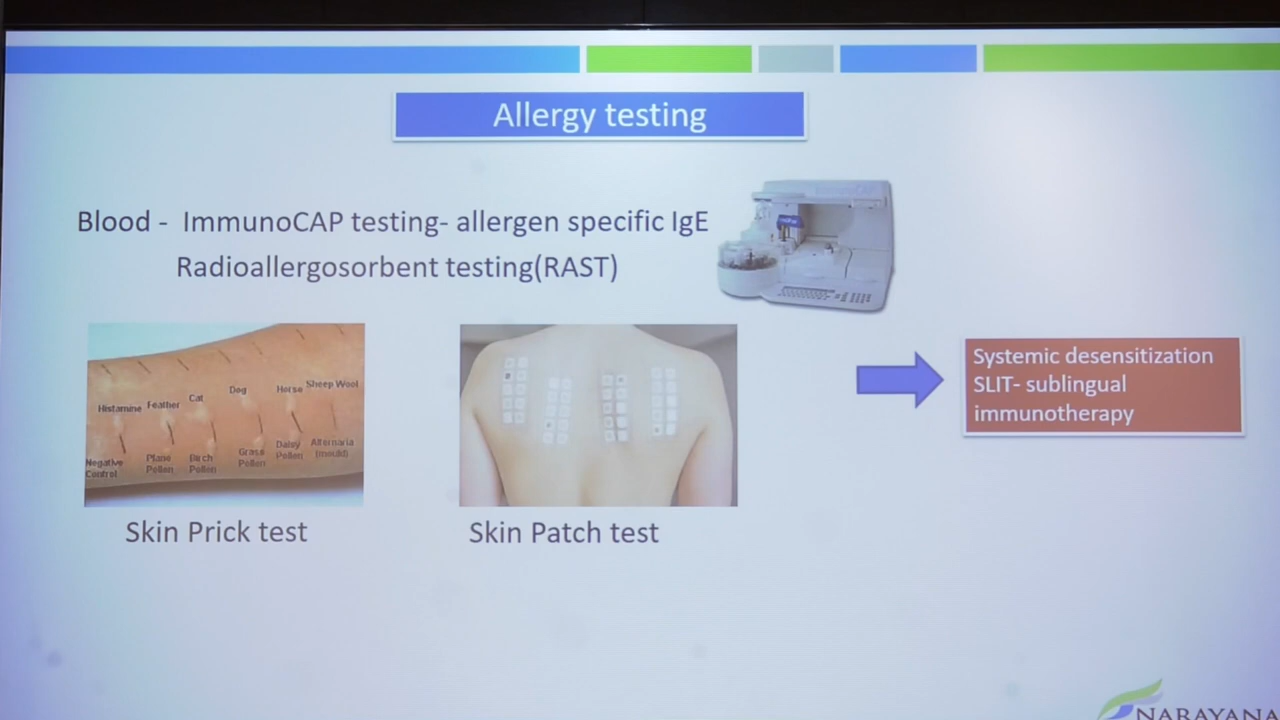 Allergy testing
Blood - ImmunoCAP testing- allergen specific IgE
Radioallergosorbent testing(RAST)
Histamine Feather Cat Dog Horse Sheep Wool
Negative Control Plane Pollen Birch Pollen Grass Pollen Daisy Pollen Alternaria (mould)
Skin Prick test
Skin Patch test
Systemic desensitization
SLIT- sublingual
immunotherapy
NARAYANA